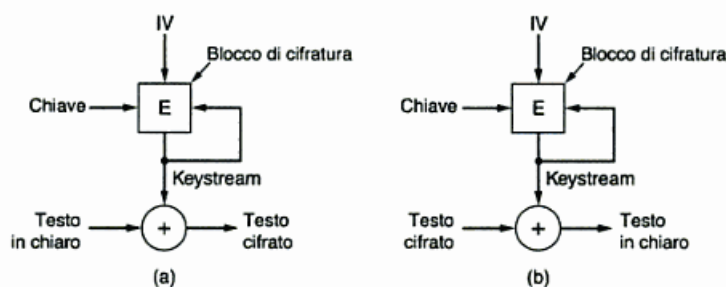 IV
Blocco di cifratura
Chiave
E
Keystream
Testo
in chiaro
+
Testo
cifrato
(a)
IV
Blocco di cifratura
Chiave
E
Keystream
Testo
cifrato
+
Testo
in chiaro
(b)